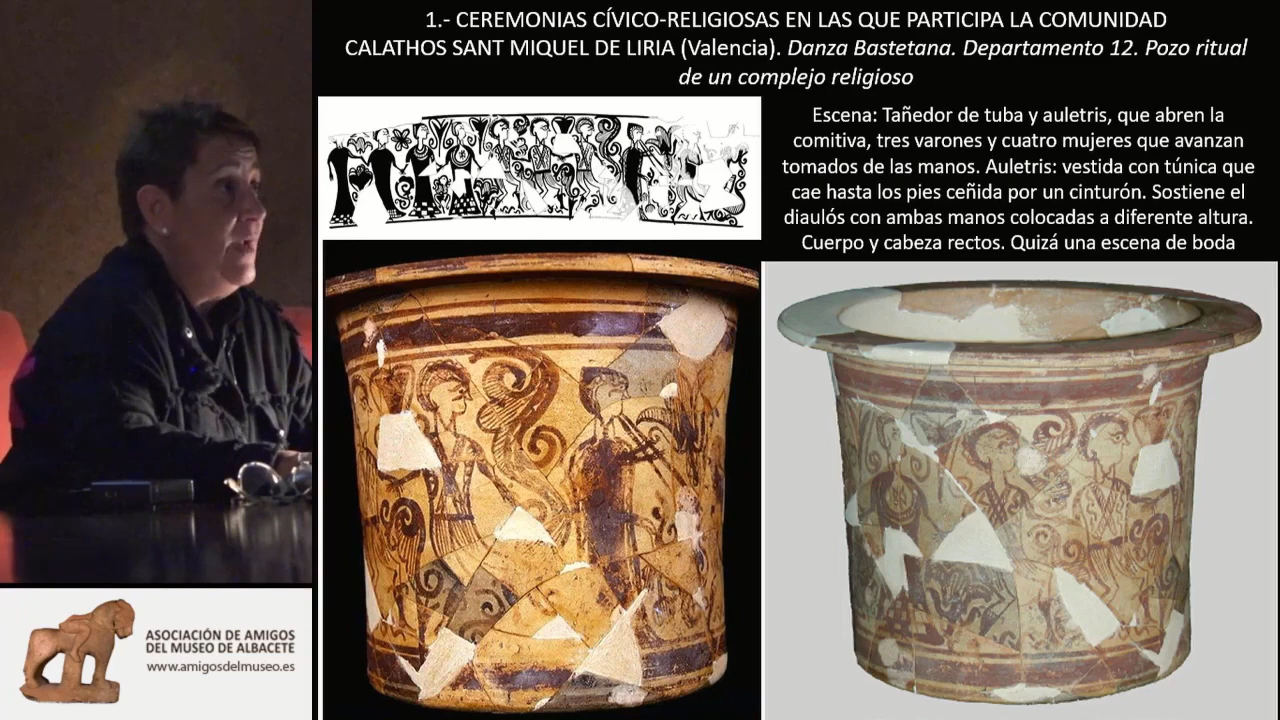 1.- CEREMONIAS CÍVICO-RELIGIOSAS EN LAS QUE PARTICIPA LA COMUNIDAD
CALATHOS SANT MIQUEL DE LIRIA (Valencia). Danza Bastetana. Departamento 12. Pozo ritual
de un complejo religioso
Escena: Tañedor de tuba y auletris, que abren la
comitiva, tres varones y cuatro mujeres que avanzan
tomados de las manos. Auletris: vestida con túnica que
cae hasta los pies ceñida por un cinturón. Sostiene el
diaulós con ambas manos colocadas a diferente altura.
Cuerpo y cabeza rectos. Quizá una escena de boda
ASOCIACIÓN DE AMIGOS
DEL MUSEO DE ALBACETE
www.amigosdelmuseo.es